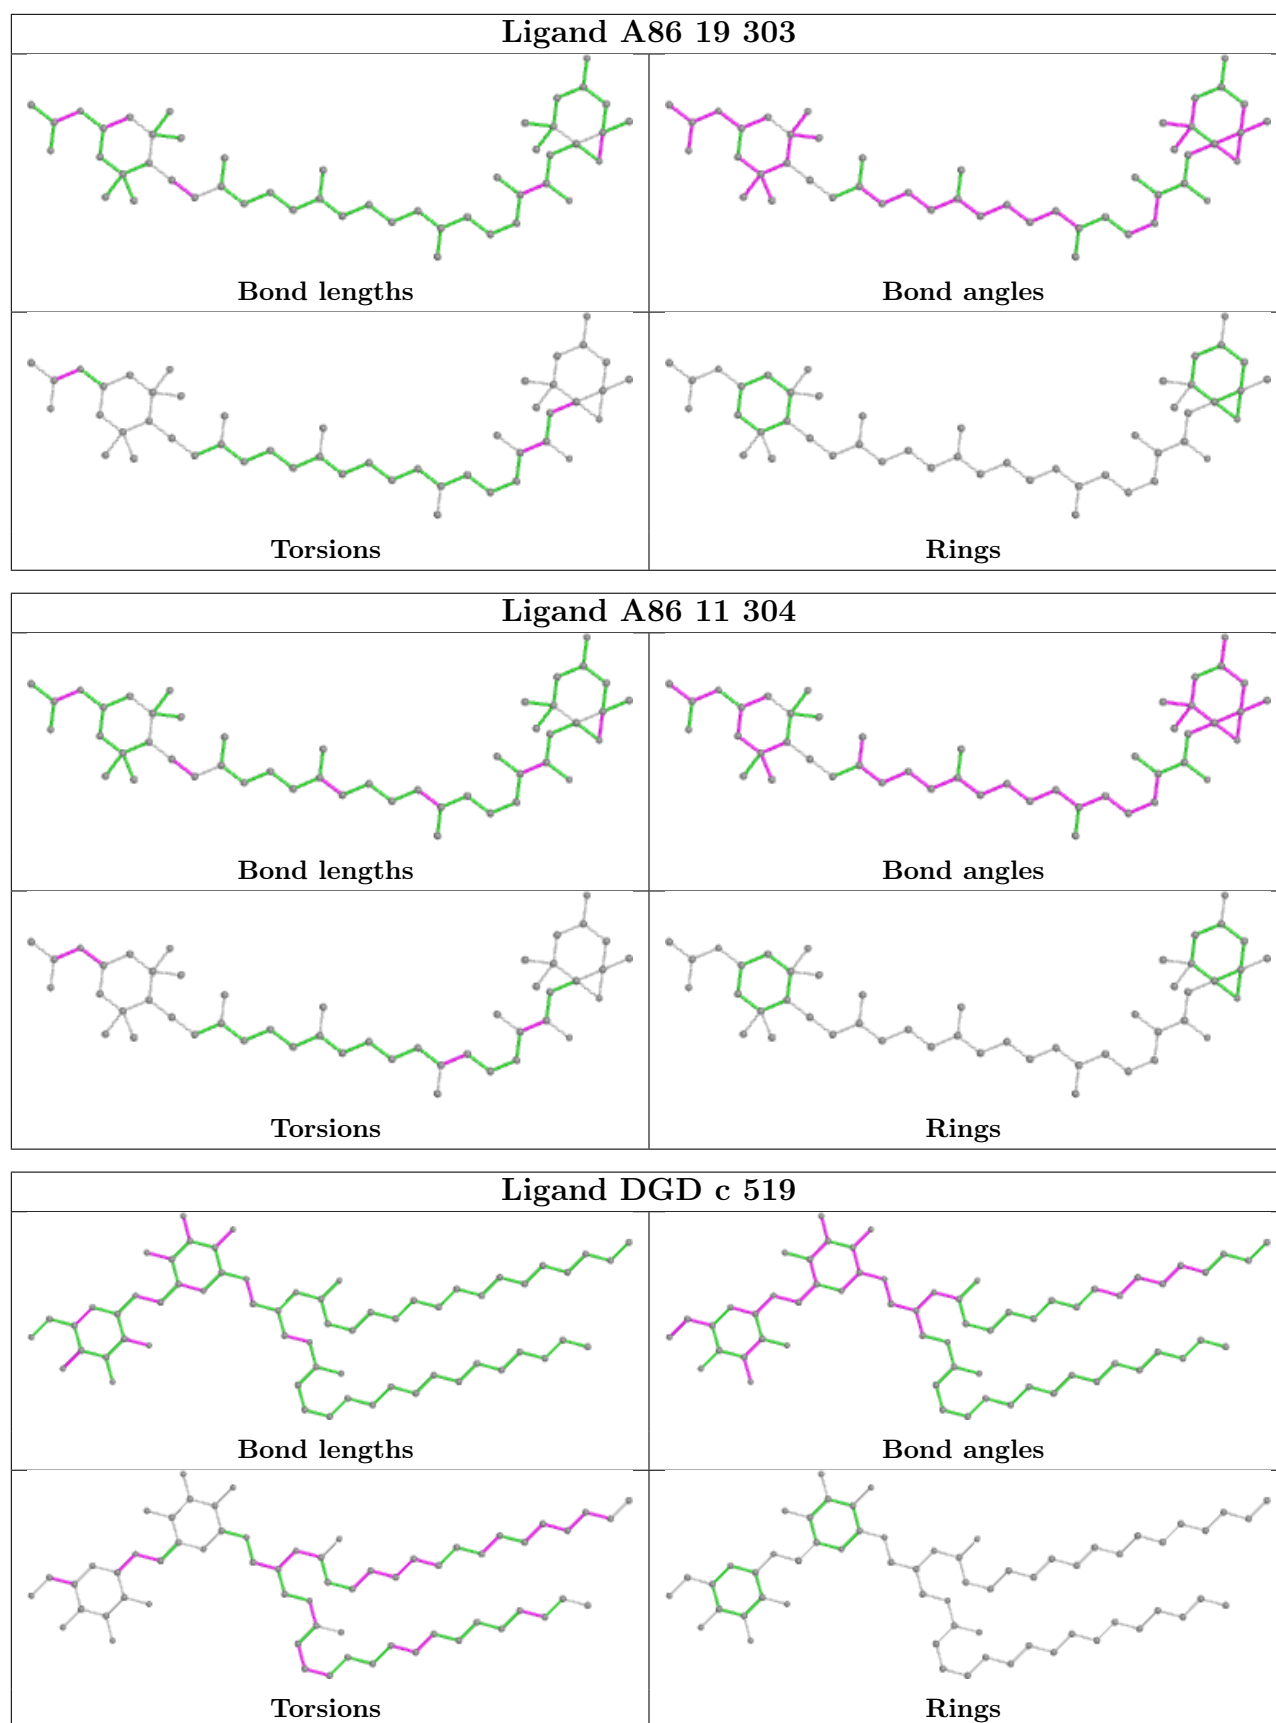 Ligand A86 19 303
Bond lengths
Bond angles
Torsions
Rings
Ligand A86 11 304
Bond lengths
Bond angles
Torsions
Rings
Ligand DGD c 519
Bond lengths
Bond angles
Torsions
Rings